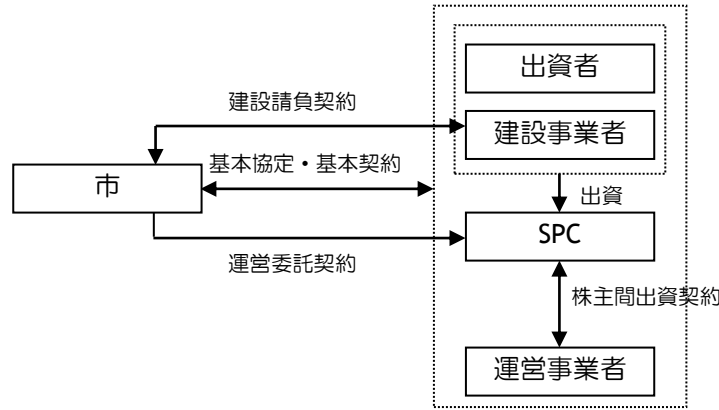 出資者
建設請負契約
建設事業者
基本協定・基本契約
市
出資
SPC
運営委託契約
株主間出資契約
運営事業者